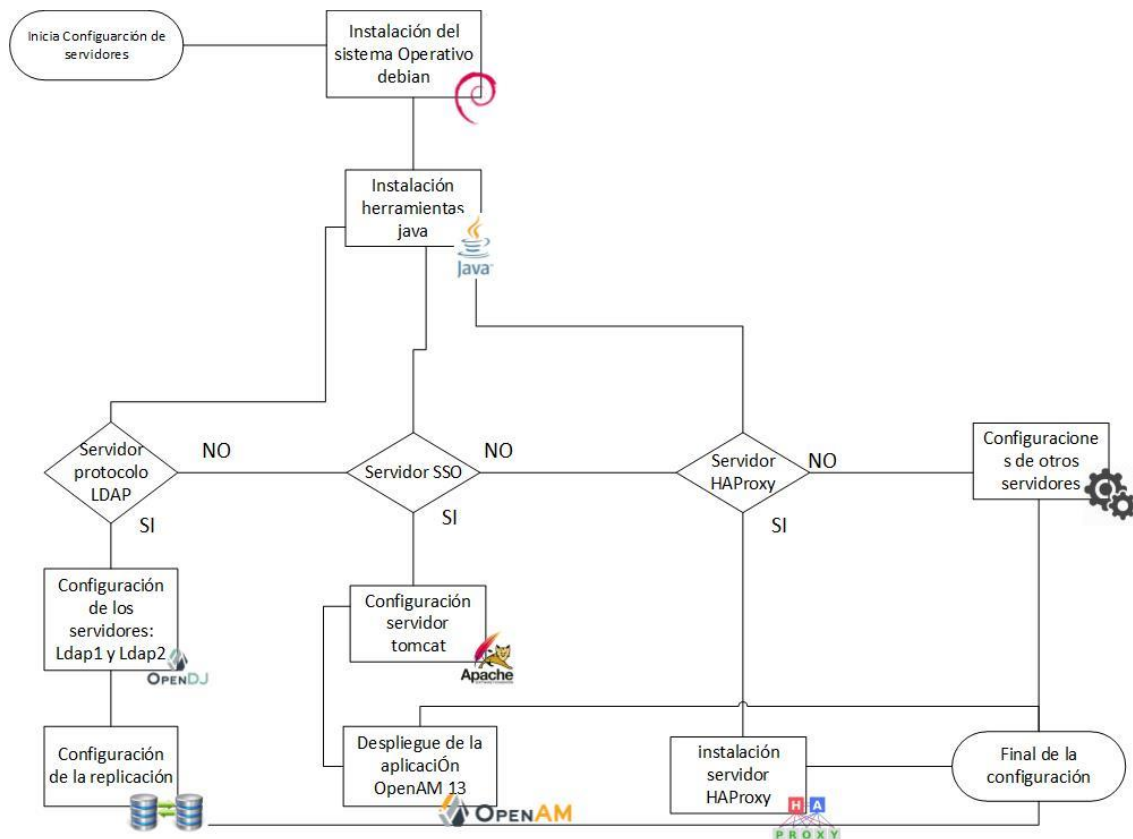 Inicia Configuarción de
servidores
Instalación del
sistema Operativo
debian
Instalación
herramientas
java
Java
Servidor
protocolo
LDAP
NO
SI
Servidor SSO
NO
SI
Servidor
HAProxy
NO
SI
Configuracione
s de otros
servidores
Configuración
de los
servidores:
Ldap1 y Ldap2
OPENDJ
Configuración
servidor
tomcat
Apache
Configuración
de la replicación
Despliegue de la
aplicaciÓn
OpenAM 13
OPENAM
instalación
servidor
HAProxy
H A
PROXY
Final de la
configuración